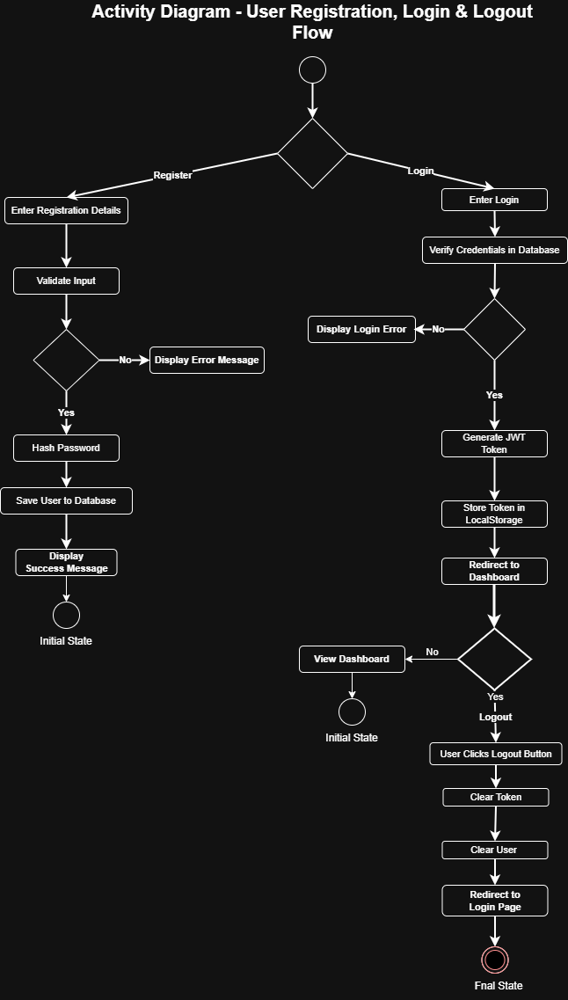 Activity Diagram - User Registration, Login & Logout
Flow
Register
Login
Enter Registration Details
Enter Login
Validate Input
Verify Credentials in Database
No
Display Error Message
Display Login Error
No
Yes
Yes
Hash Password
Generate JWT
Token
Save User to Database
Store Token in
LocalStorage
Display
Success Message
Redirect to
Dashboard
Initial State
View Dashboard
No
Yes
Logout
Initial State
User Clicks Logout Button
Clear Token
Clear User
Redirect to
Login Page
Fnal State